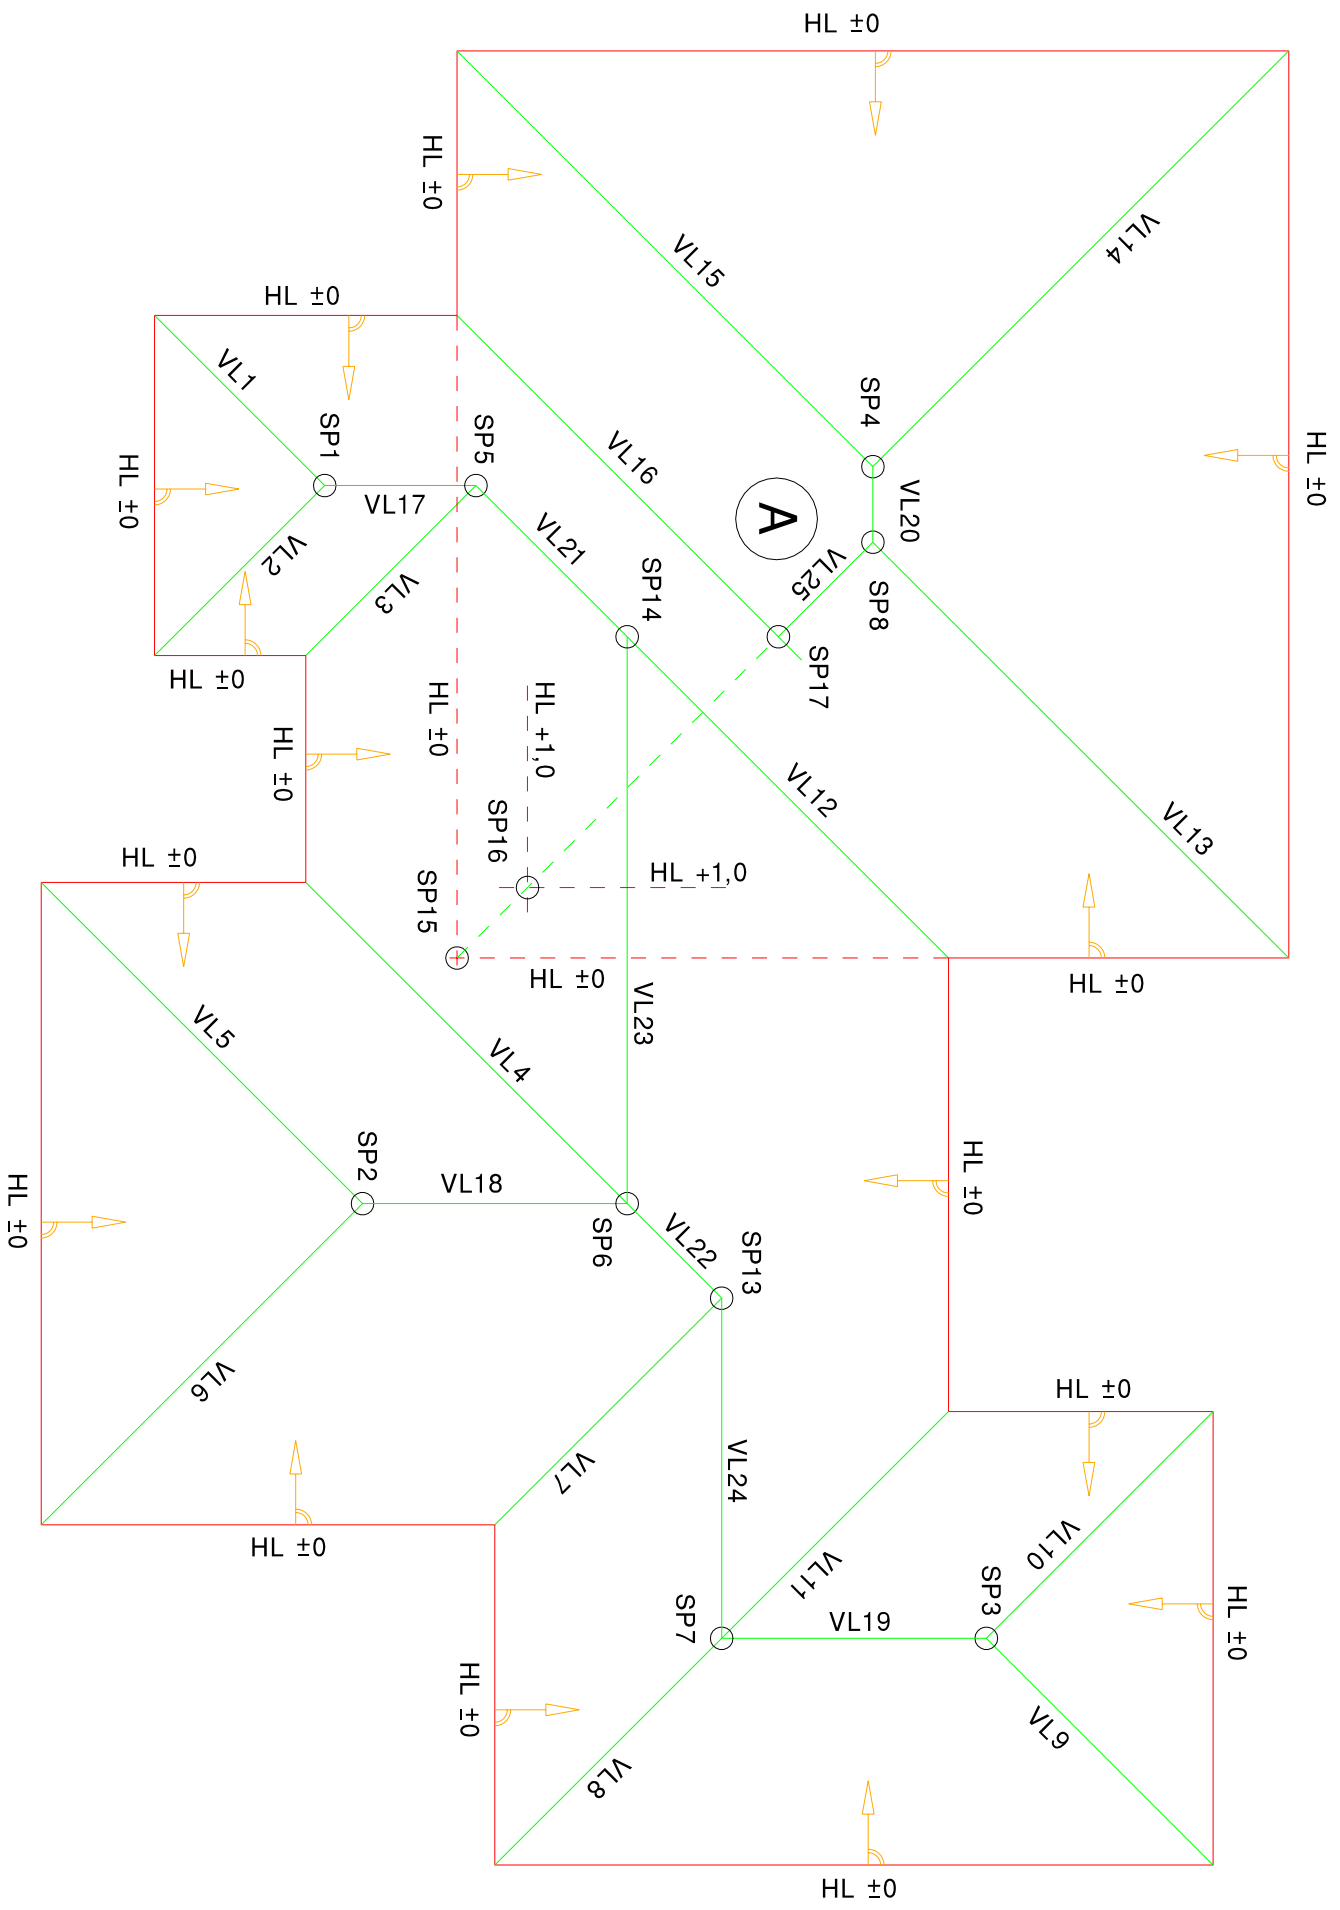 HL ±0
HL ±0
VL14
VL15
HL ±0
SP4
VL1
SP1
SP5
VL16
HL ±0
VL20
HL ±0
VL17
A
VL2
VL21
VL25
VL3
SP14
SP8
SP17
HL ±0
HL ±0
HL ±0
HL +1,0
VL12
VL13
SP16
HL ±0
HL +1,0
SP15
HL ±0
HL ±0
VL5
VL4
VL23
SP2
VL18
HL ±0
HL ±0
SP6
VL22
SP13
VL6
HL ±0
VL7
VL24
HL ±0
VL10
VL11
SP3
SP7
VL19
HL ±0
HL ±0
VL9
VL8
HL ±0